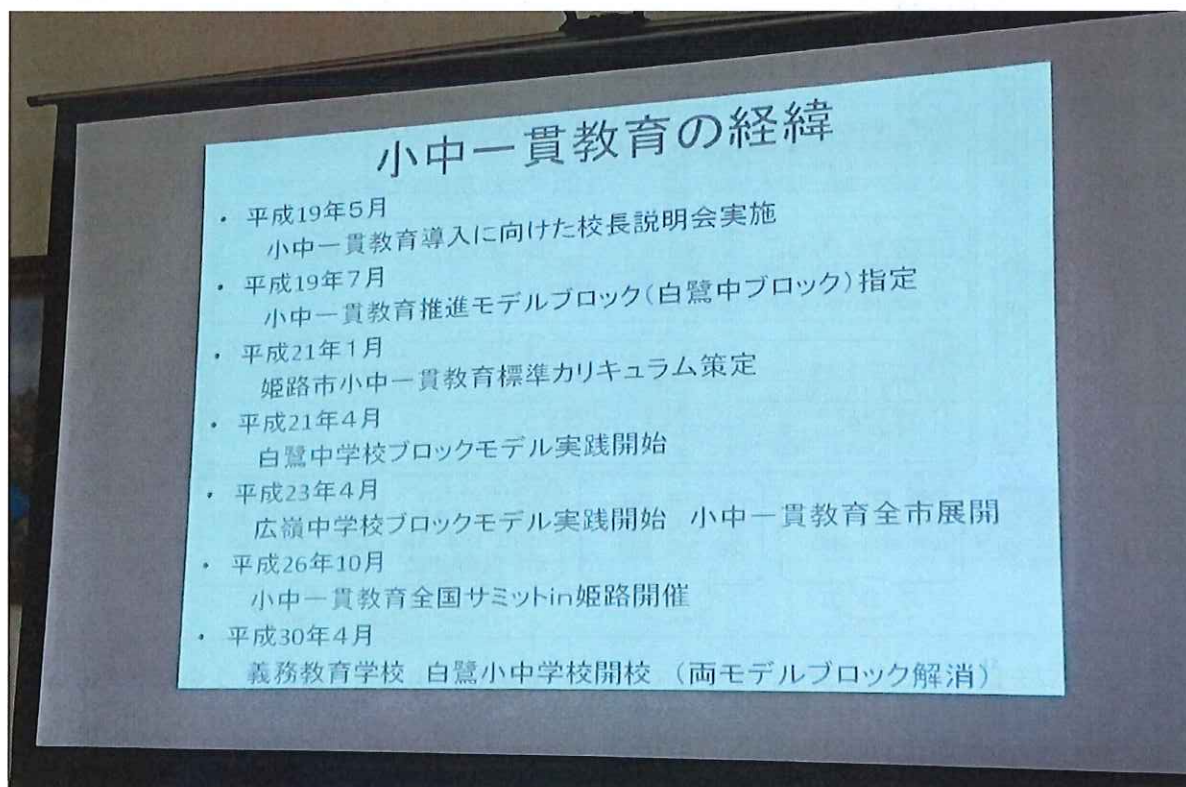 小中一貫教育の経緯
・ 平成19年5月
小中一貫教育導入に向けた校長説明会実施
・ 平成19年7月
小中一貫教育推進モデルブロック(白鷺中ブロック)指定
・ 平成21年1月
姫路市小中一貫教育標準カリキュラム策定
・ 平成21年4月
白鷺中学校ブロックモデル実践開始
・ 平成23年4月
広嶺中学校ブロックモデル実践開始 小中一貫教育全市展開
・ 平成26年10月
小中一貫教育全国サミットin姫路開催
・ 平成30年4月
義務教育学校 白鷺小中学校開校 (両モデルブロック解消)